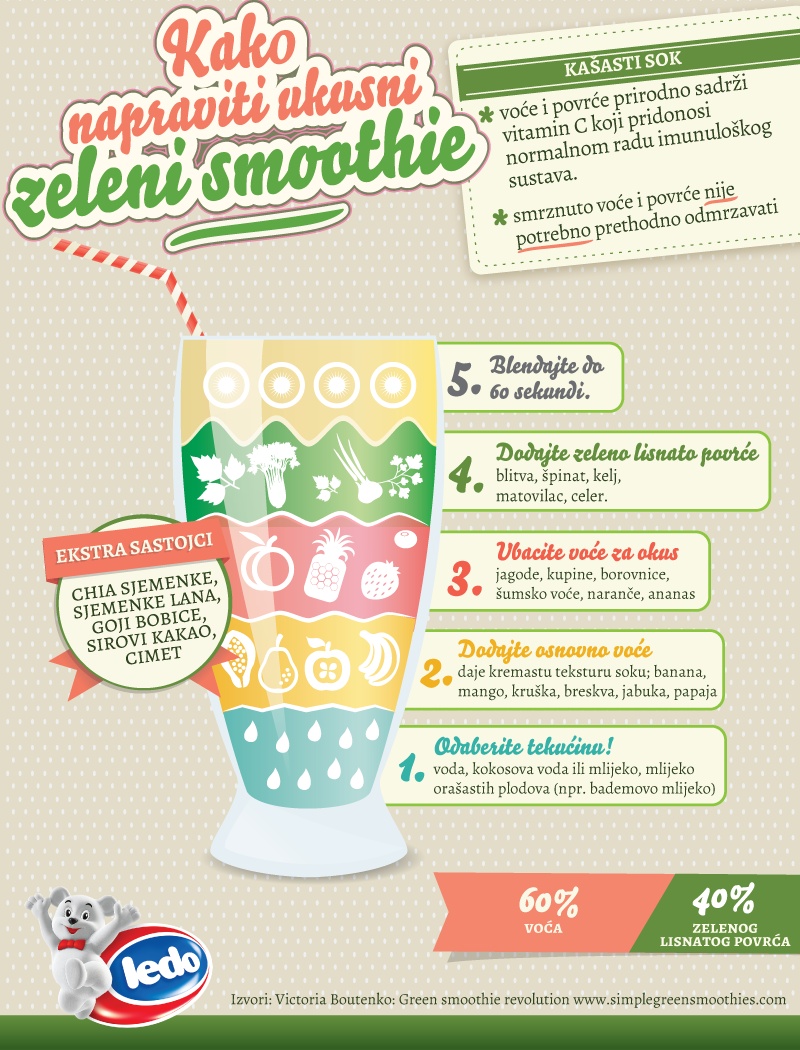 Kako
napraviti ukusni
zeleni smoothie
KAŠASTI SOK
* voće i povrće prirodno sadrži
vitamin C koji pridonosi
normalnom radu imunuloškog
sustava.
* smrznuto voće i povrće nije
potrebno prethodno odmrzavati
5. Blendajte do
60 sekundi.
4. Dodajte zeleno lisnato povrće
blitva, špinat, kelj,
matovilac, celer.
EKSTRA SASTOJCI
CHIA SJEMENKE,
SJEMENKE LANA,
GOJI BOBICE,
SIROVI KAKAO,
CIMET
3. Ubacite voće za okus
jagode, kupine, borovnice,
šumsko voće, naranče, ananas
2. Dodajte osnovno voće
daje kremastu teksturu soku; banana,
mango, kruška, breskva, jabuka, papaja
1. Odaberite tekućinu!
voda, kokosova voda ili mlijeko, mlijeko
orašastih plodova (npr. bademovo mlijeko)
60%
VOĆA
40%
ZELENOG
LISNATOG POVRĆA
ledo
Izvori: Victoria Boutenko: Green smoothie revolution www.simplegreensmoothies.com